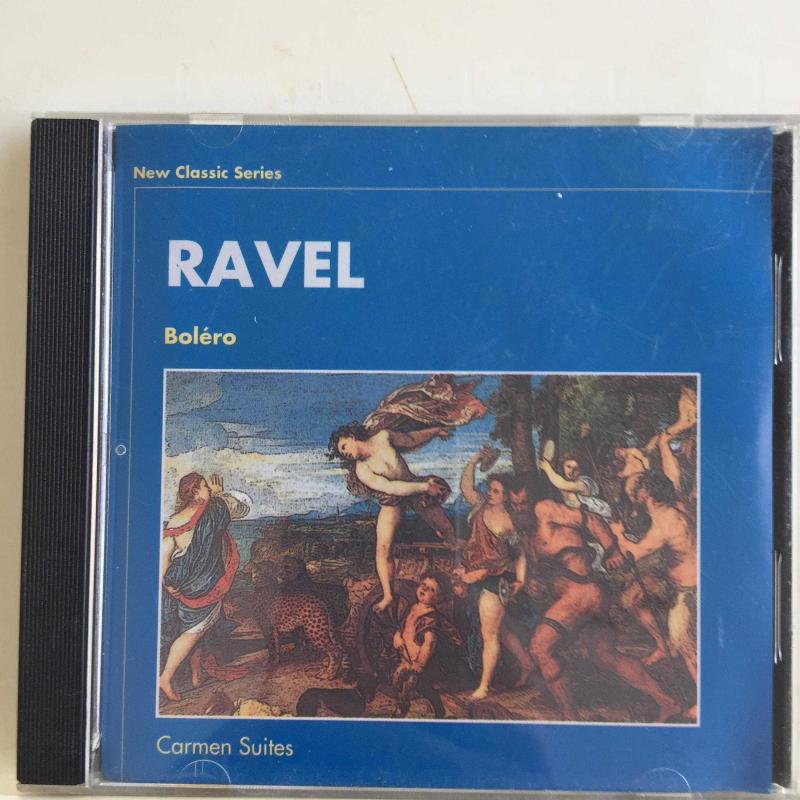 New Classic Series
RAVEL
Boléro
Carmen Suites